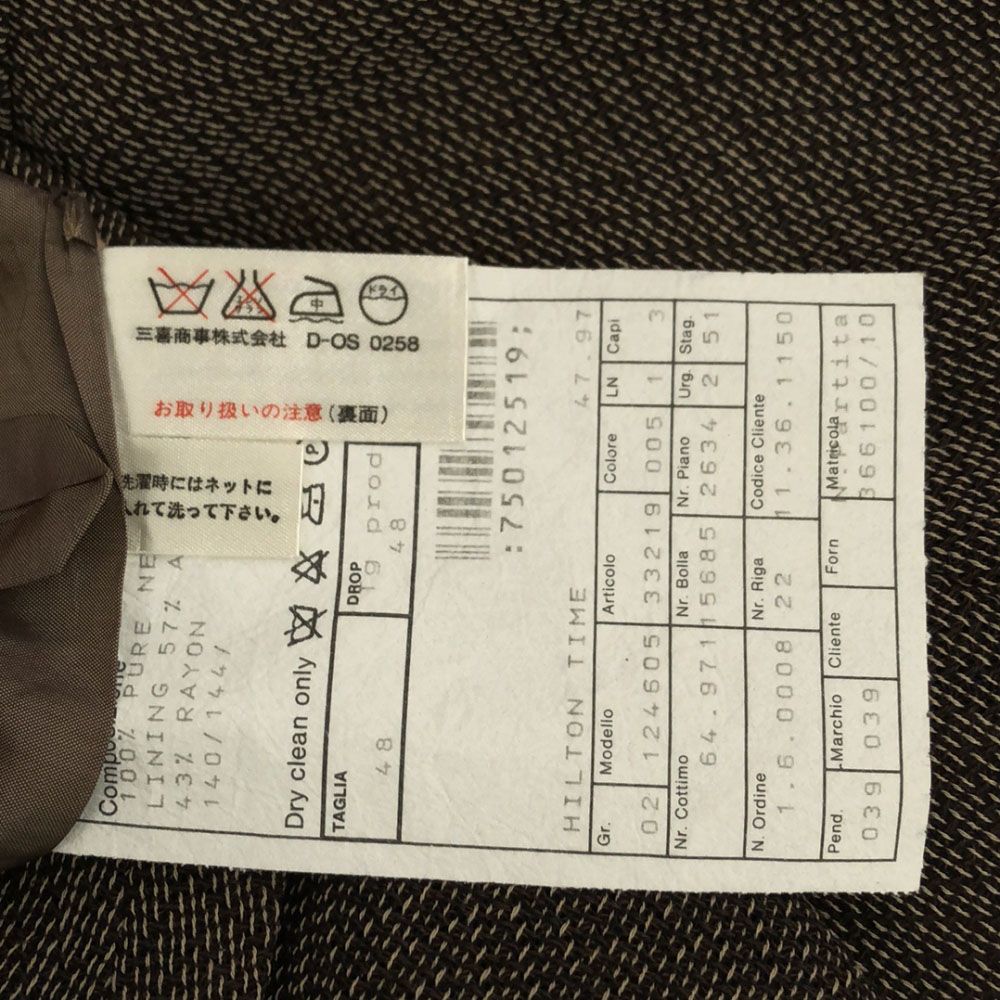 中
ドライ
三喜商事株式会社 D-OS 0258
お取り扱いの注意(裏面)
洗濯時にはネットに
入れて洗って下さい。
100% PURE NE
LINING 57% A
43% RAYON
140/144/
Dry clean only
P
TAGLIA DROP
48 48
:75012519;
HILTON TIME 47.97
Gr. Modello Articolo Colore LN Capi
02 124605 33219 005 1 3
Nr. Cottimo Nr. Bolla Nr. Piano Urg. Stag.
64.971 15685 2634 2 51
N. Ordine Nr. Riga Codice Cliente
1.6.0008 22 11.36.1150
Pend. Marchio Cliente Forn Matricola
N.partita
039 039 366100/10